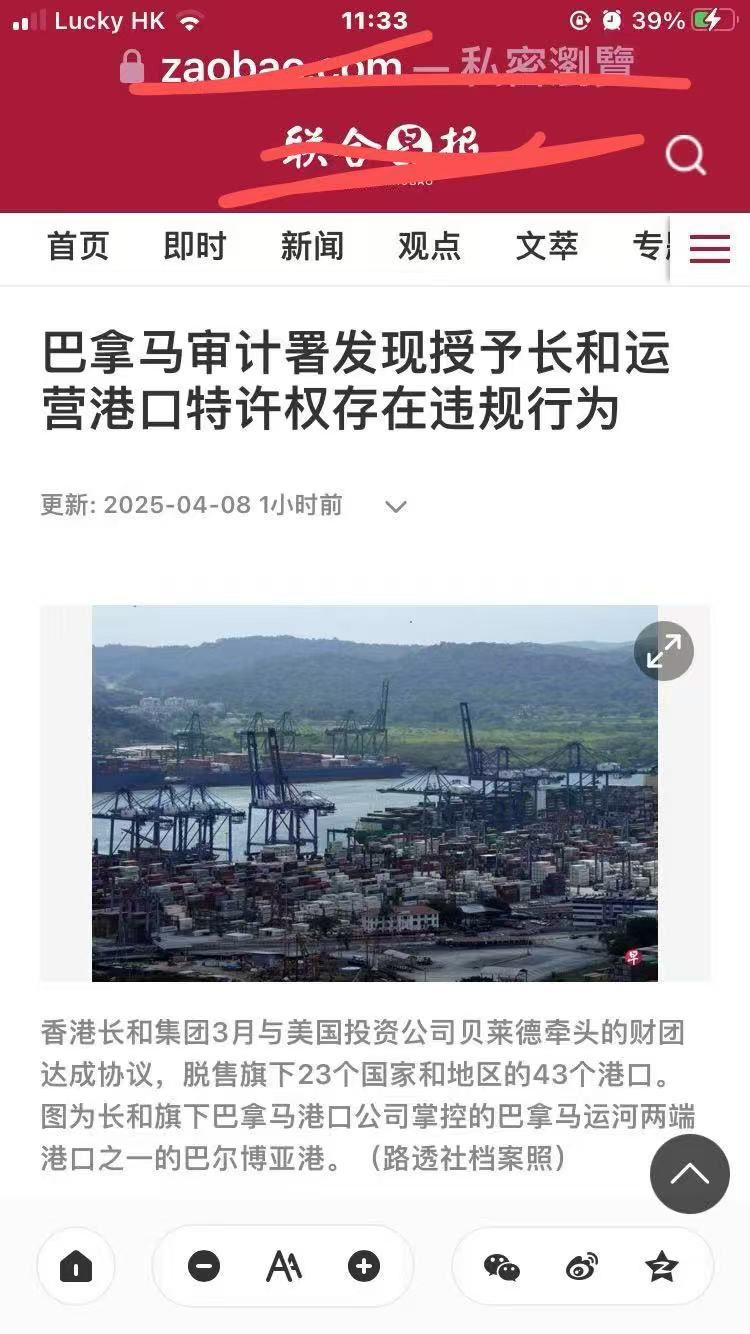 Lucky HK 11:33 39%
zaobao.com — 私密瀏覽
联合早报
首页 即时 新闻 观点 文萃
巴拿马审计署发现授予长和运
营港口特许权存在违规行为
更新: 2025-04-08 1小时前
早
香港长和集团3月与美国投资公司贝莱德牵头的财团
达成协议，脱售旗下23个国家和地区的43个港口。
图为长和旗下巴拿马港口公司掌控的巴拿马运河两端
港口之一的巴尔博亚港。（路透社档案照）
AA